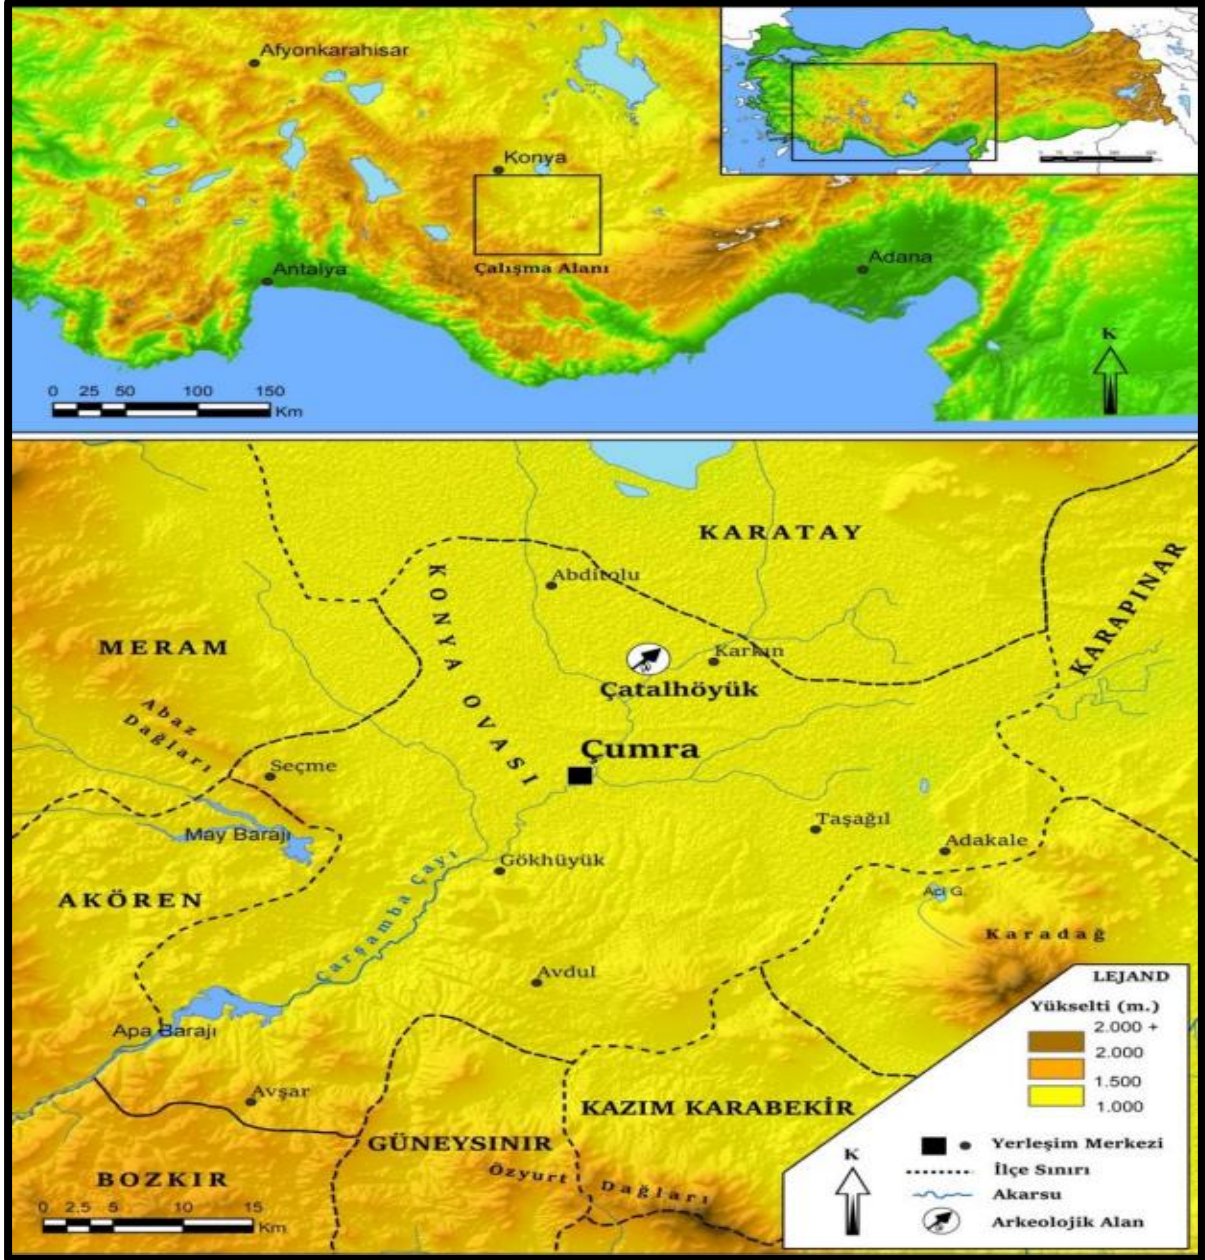 Afyonkarahisar
Konya
Çalışma Alanı
Antalya
Adana
K
0 25 50 100 150
Km
KARATAY
KARAPINAR
Abditolu
KONYA OVASI
MERAM
Karkın
Çatalhöyük
Abaz
Dağları
Çumra
Seçme
May Barajı
Taşağıl
Adakale
Gökhüyük
Çarşamba Çayı
AKÖREN
Acı G.
Karadağ
Avdul
Apa Barajı
Avşar
KAZIM KARABEKİR
GÜNEYSINIR
Özyurt Dağları
BOZKIR
0 2.5 5 10 15
Km
LEJAND
Yükselti (m.)
2.000 +
2.000
1.500
1.000
K
Yerleşim Merkezi
İlçe Sınırı
Akarsu
Arkeolojik Alan